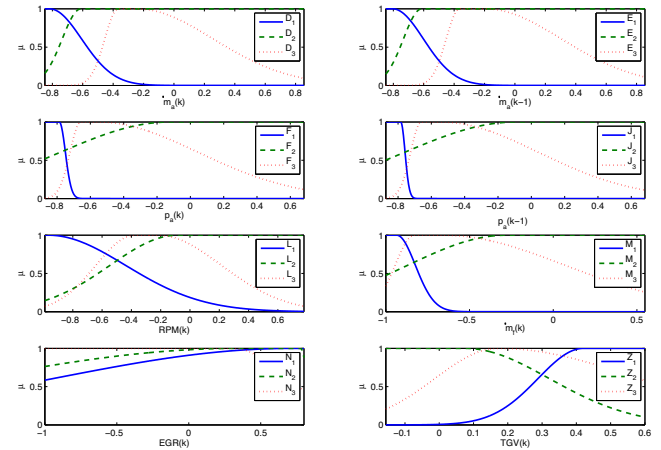 1
0.5
0
μ
−0.8 −0.6 −0.4 −0.2 0 0.2 0.4 0.6 0.8
ṁa(k)
D1
D2
D3
1
0.5
0
μ
−0.8 −0.6 −0.4 −0.2 0 0.2 0.4 0.6 0.8
ṁa(k−1)
E1
E2
E3
1
0.5
0
μ
−0.8 −0.6 −0.4 −0.2 0 0.2 0.4 0.6
pa(k)
F1
F2
F3
1
0.5
0
μ
−0.8 −0.6 −0.4 −0.2 0 0.2 0.4 0.6
pa(k−1)
J1
J2
J3
1
0.5
0
μ
−0.8 −0.6 −0.4 −0.2 0 0.2 0.4 0.6
RPM(k)
L1
L2
L3
1
0.5
0
μ
−1 −0.5 0 0.5
ṁf(k)
M1
M2
M3
1
0.5
0
μ
−1 −0.5 0 0.5
EGR(k)
N1
N2
N3
1
0.5
0
μ
−0.1 0 0.1 0.2 0.3 0.4 0.5 0.6
TGV(k)
Z1
Z2
Z3